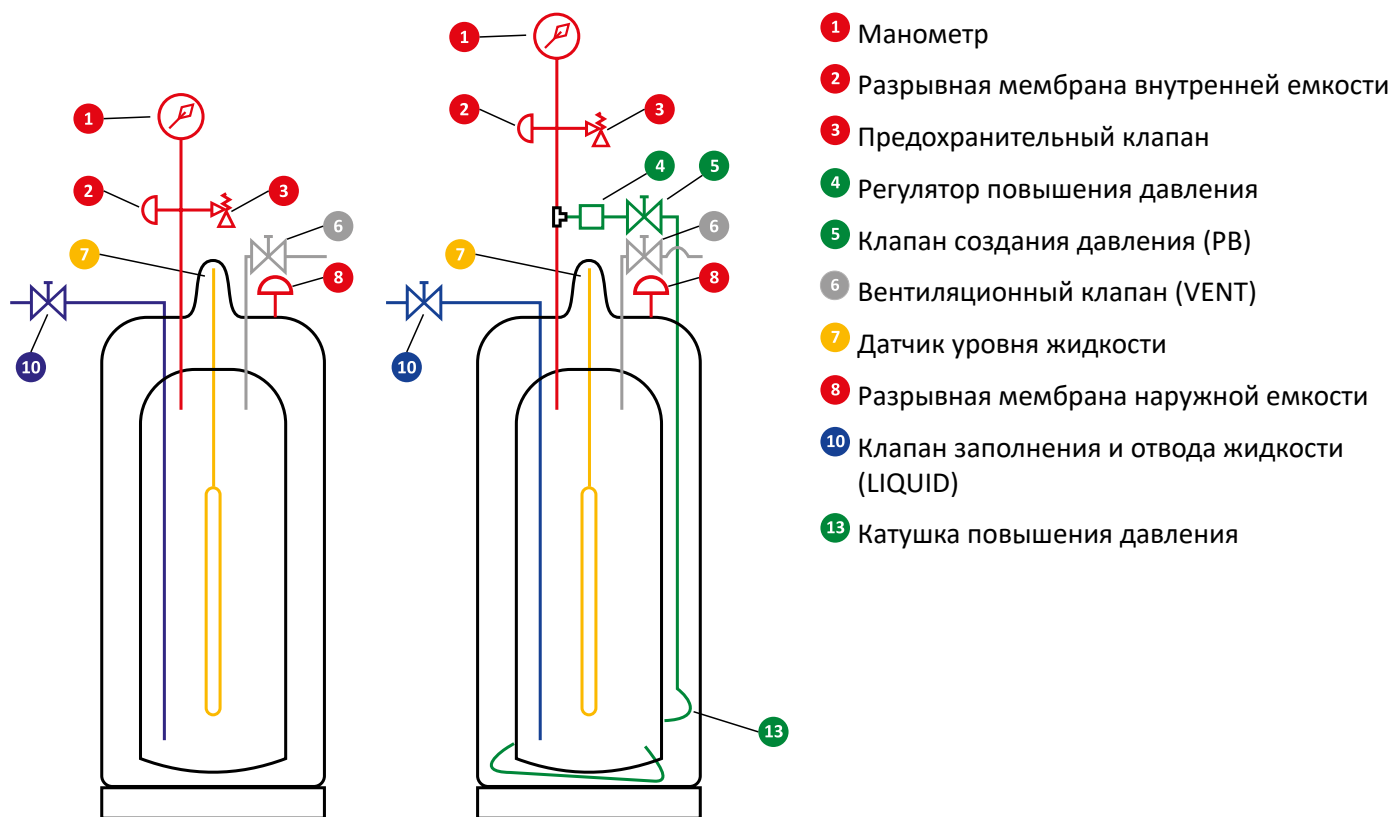 1
2
3
6
7
8
10
1
2
3
4
5
6
7
8
10
13
1 Манометр
2 Разрывная мембрана внутренней емкости
3 Предохранительный клапан
4 Регулятор повышения давления
5 Клапан создания давления (PB)
6 Вентиляционный клапан (VENT)
7 Датчик уровня жидкости
8 Разрывная мембрана наружной емкости
10 Клапан заполнения и отвода жидкости
(LIQUID)
13 Катушка повышения давления